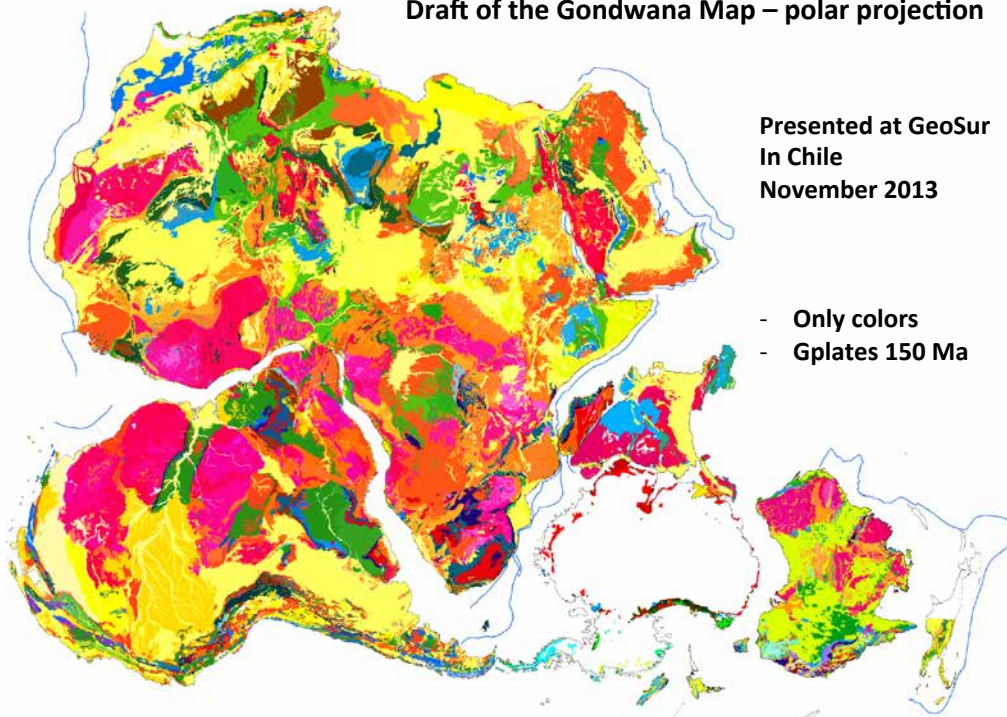 Draft of the Gondwana Map – polar projection
Presented at GeoSur
In Chile
November 2013
- Only colors
- Gplates 150 Ma